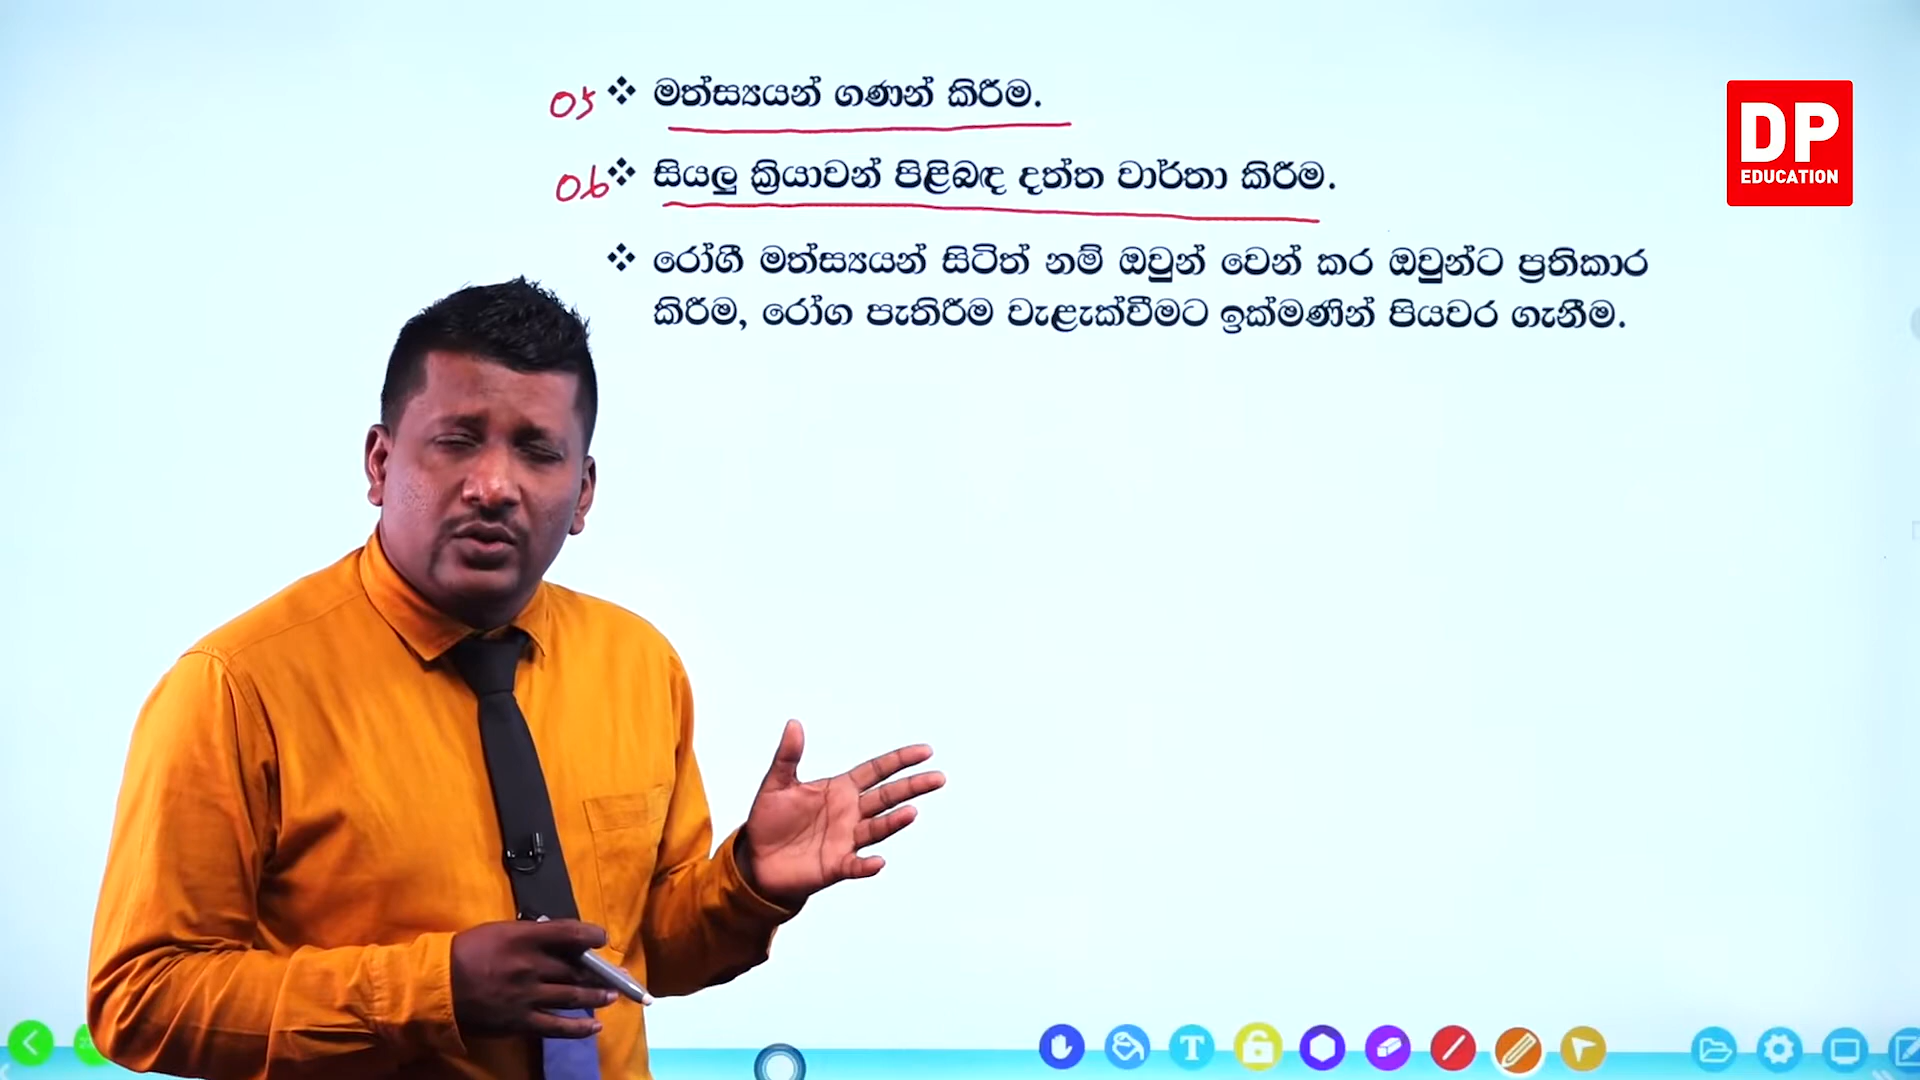 05 ❖ මත්ස්‍යයන් ගණන් කිරීම.
06 ❖ සියලු ක්‍රියාවන් පිළිබඳ දත්ත වාර්තා කිරීම.
❖ රෝගී මත්ස්‍යයන් සිටිත් නම් ඔවුන් වෙන් කර ඔවුන්ට ප්‍රතිකාර
කිරීම, රෝග පැතිරීම වැළැක්වීමට ඉක්මණින් පියවර ගැනීම.
DP
EDUCATION